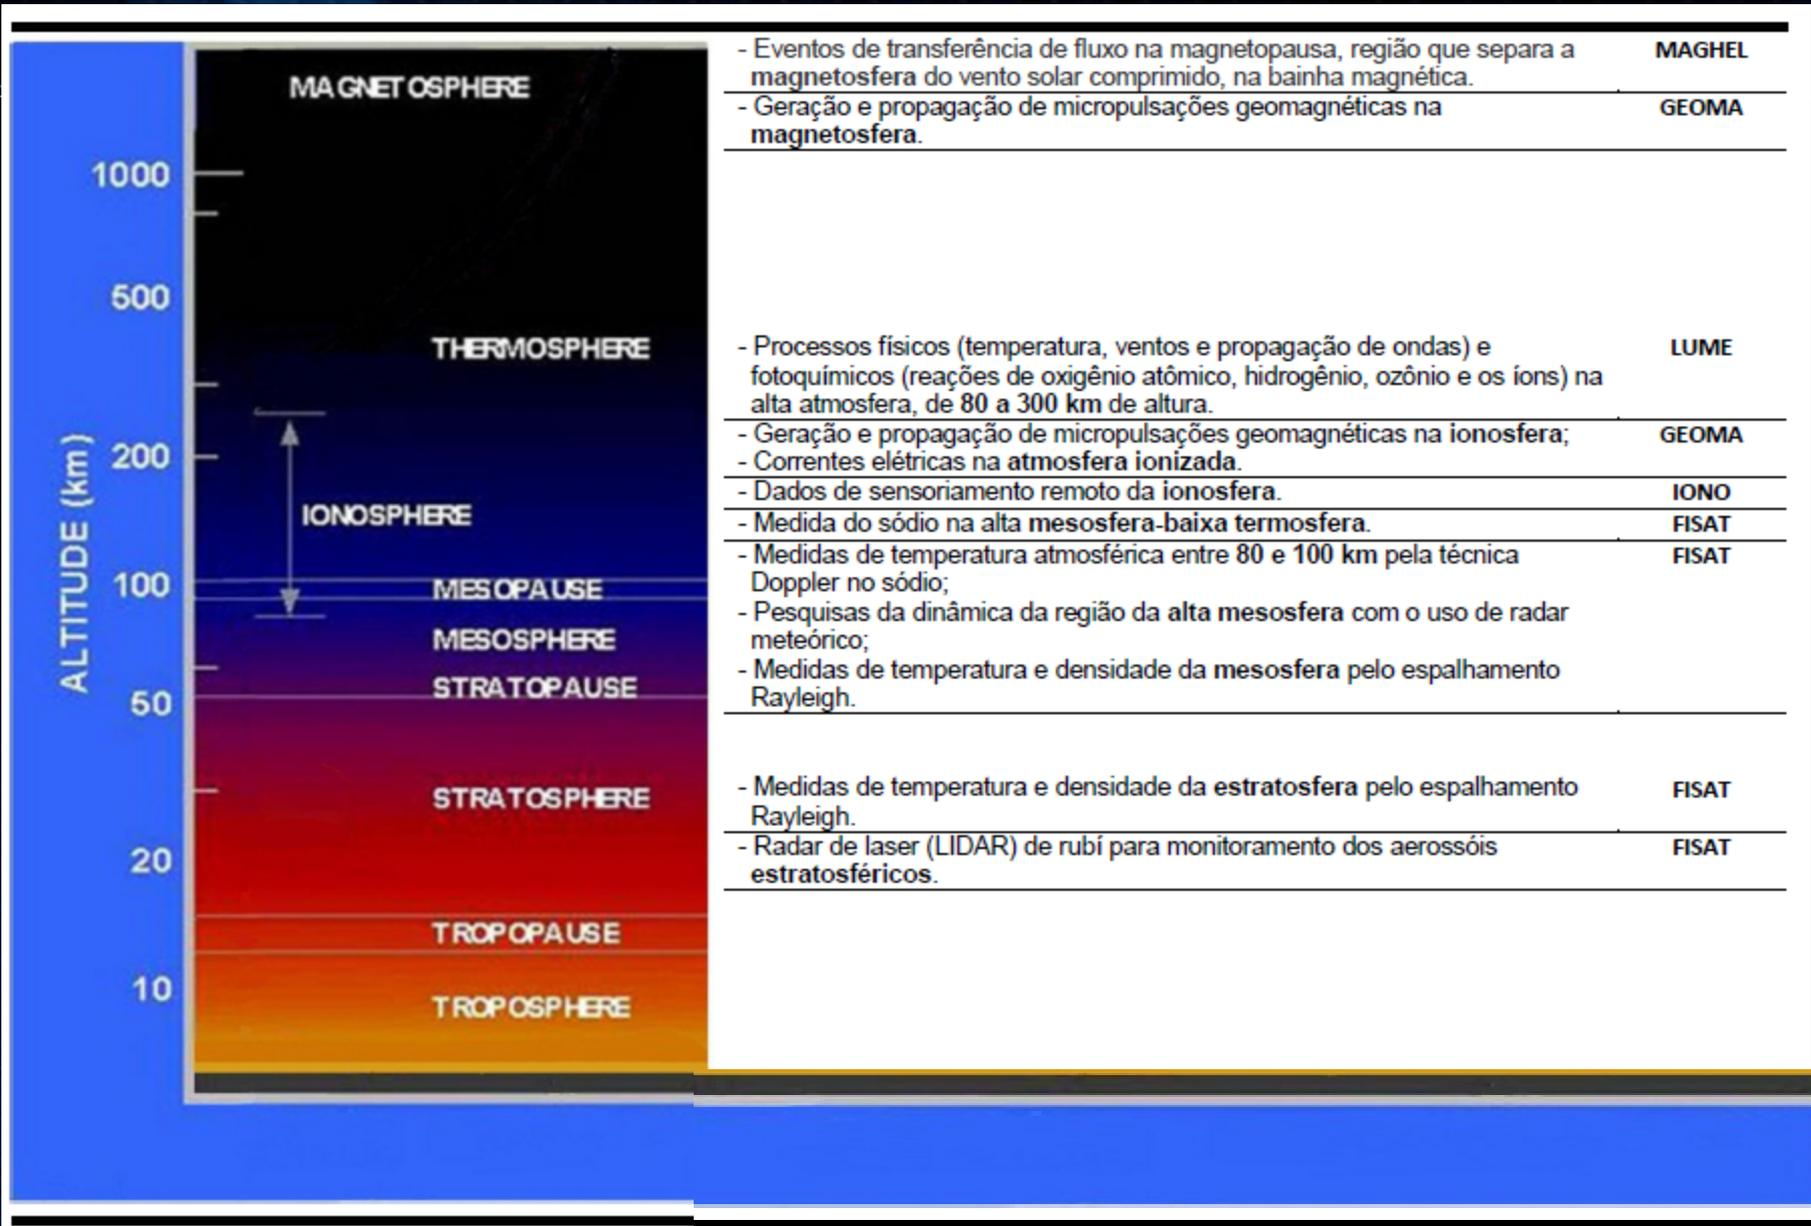 MAGNETOSPHERE
1000
500
THERMOSPHERE
ALTITUDE (km)
200
IONOSPHERE
100
MESOPAUSE
MESOSPHERE
STRATOPAUSE
50
STRATOSPHERE
20
TROPOPAUSE
10
TROPOSPHERE
- Eventos de transferência de fluxo na magnetopausa, região que separa a MAGHEL
magnetosfera do vento solar comprimido, na bainha magnética.
- Geração e propagação de micropulsações geomagnéticas na GEOMA
magnetosfera.
- Processos físicos (temperatura, ventos e propagação de ondas) e LUME
fotoquímicos (reações de oxigênio atômico, hidrogênio, ozônio e os íons) na
alta atmosfera, de 80 a 300 km de altura.
- Geração e propagação de micropulsações geomagnéticas na ionosfera; GEOMA
- Correntes elétricas na atmosfera ionizada.
- Dados de sensoriamento remoto da ionosfera. IONO
- Medida do sódio na alta mesosfera-baixa termosfera. FISAT
- Medidas de temperatura atmosférica entre 80 e 100 km pela técnica FISAT
Doppler no sódio;
- Pesquisas da dinâmica da região da alta mesosfera com o uso de radar
meteórico;
- Medidas de temperatura e densidade da mesosfera pelo espalhamento
Rayleigh.
- Medidas de temperatura e densidade da estratosfera pelo espalhamento FISAT
Rayleigh.
- Radar de laser (LIDAR) de rubí para monitoramento dos aerossóis FISAT
estratosféricos.